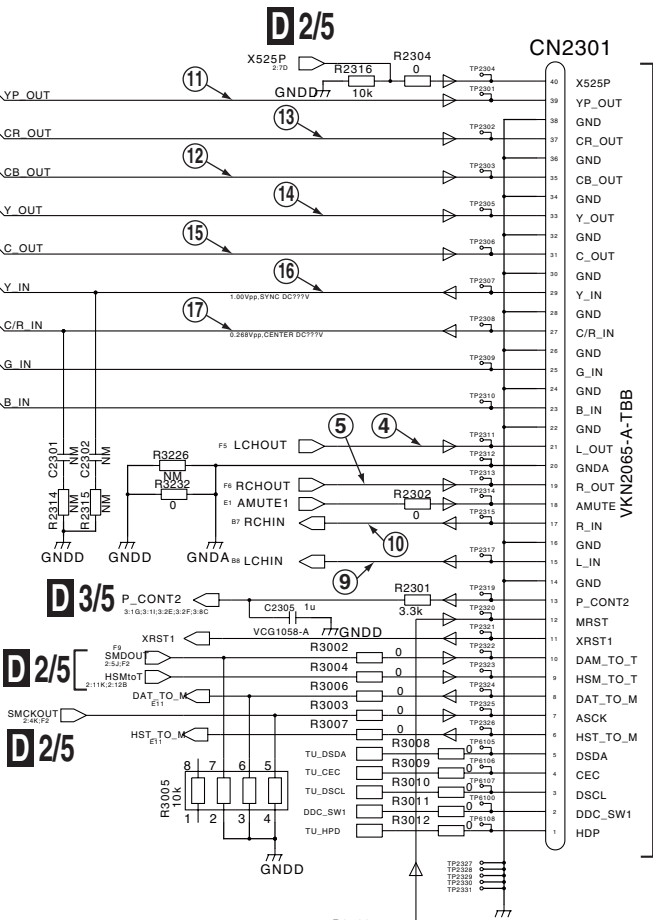 D 2/5
CN2301
X525P
2:7D
R2316
10k
R2304
0
GNDD
TP2304
40
X525P
YP_OUT
11
TP2301
39
YP_OUT
38
GND
CR_OUT
13
TP2302
37
CR_OUT
36
GND
CB_OUT
12
TP2303
35
CB_OUT
34
GND
Y_OUT
14
TP2305
33
Y_OUT
32
GND
C_OUT
15
TP2306
31
C_OUT
30
GND
Y_IN
16
1.00Vpp,SYNC DC???V
TP2307
29
Y_IN
28
GND
C/R_IN
17
0.268Vpp,CENTER DC???V
TP2308
27
C/R_IN
26
GND
G_IN
TP2309
25
G_IN
24
GND
B_IN
TP2310
23
B_IN
22
GND
VKN2065-A-TBB
C2301
NM
C2302
NM
R2314
NM
R2315
NM
GNDD
R3226
NM
R3232
0
GNDD
GNDA
5
4
F5 LCHOUT
TP2311
21
L_OUT
TP2312
20
GNDA
F6 RCHOUT
TP2313
19
R_OUT
E1 AMUTE1
R2302
0
TP2314
18
AMUTE
B7 RCHIN
10
TP2315
17
R_IN
16
GND
B8 LCHIN
9
TP2317
15
L_IN
14
GND
D 3/5
P_CONT2
3:1G;3:1I;3:2E;3:2F;3:8C
R2301
3.3k
TP2319
13
P_CONT2
C2305
1u
VCG1058-A
GNDD
TP2320
12
MRST
XRST1
TP2321
11
XRST1
D 2/5
F9
SMDOUT
2:5J;F2
R3002
0
TP2322
10
DAM_TO_T
HSMtoT
2:11K;2:12B
R3004
0
TP2323
9
HSM_TO_T
DAT_TO_M
E11
R3006
0
TP2324
8
DAT_TO_M
SMCKOUT
2:4K;F2
R3003
0
TP2325
7
ASCK
D 2/5
HST_TO_M
E11
R3007
0
TP2326
6
HST_TO_M
TU_DSDA
R3008
0
TP6105
5
DSDA
TU_CEC
R3009
0
TP6106
4
CEC
TU_DSCL
R3010
0
TP6107
3
DSCL
DDC_SW1
R3011
0
TP6100
2
DDC_SW1
TU_HPD
R3012
0
TP6108
1
HDP
R3005
10k
8 7 6 5
1 2 3 4
GNDD
TP2327
TP2328
TP2329
TP2330
TP2331